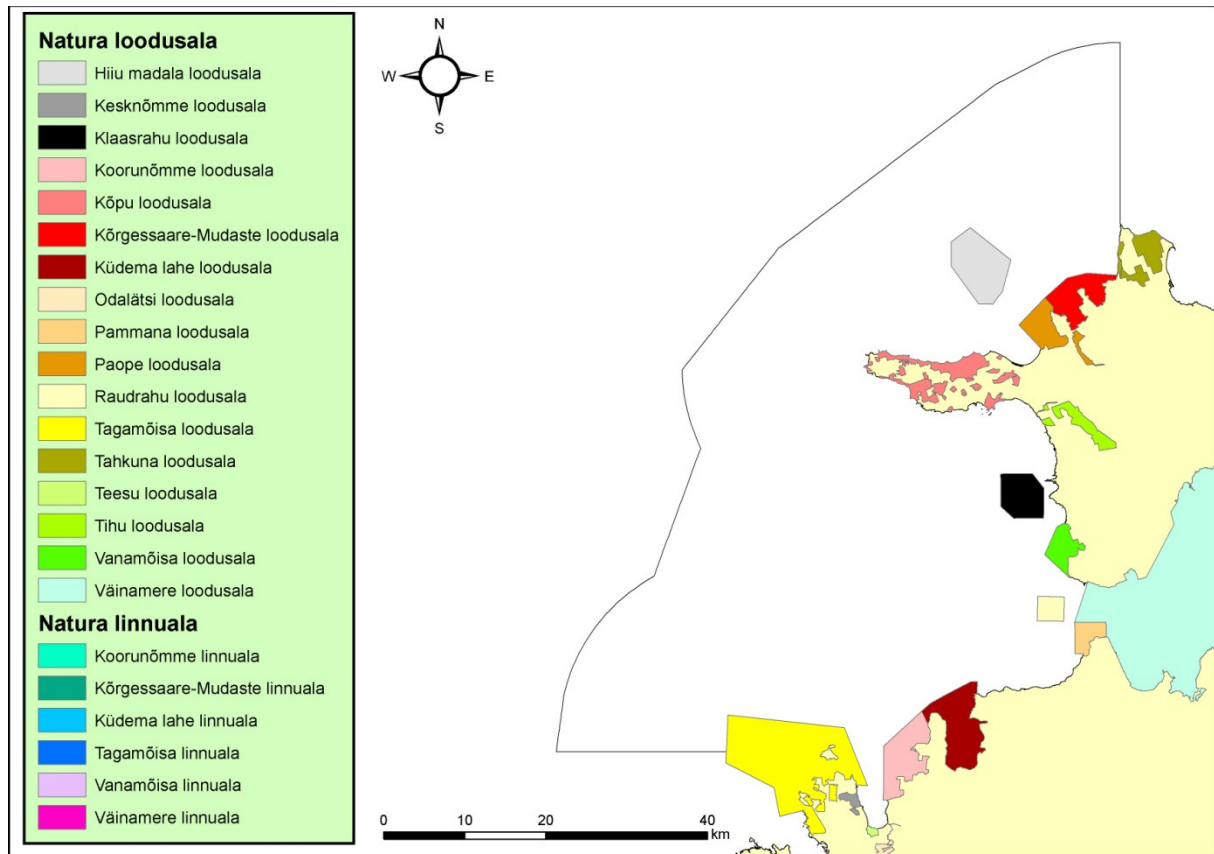 Natura loodusala
Hiiu madala loodusala
Kesknõmme loodusala
Klaasrahu loodusala
Koorunõmme loodusala
Kõpu loodusala
Kõrgessaare-Mudaste loodusala
Küdema lahe loodusala
Odalätsi loodusala
Pammana loodusala
Paope loodusala
Raudrahu loodusala
Tagamõisa loodusala
Tahkuna loodusala
Teesu loodusala
Tihu loodusala
Vanamõisa loodusala
Väinamere loodusala
Natura linnuala
Koorunõmme linnuala
Kõrgessaare-Mudaste linnuala
Küdema lahe linnuala
Tagamõisa linnuala
Vanamõisa linnuala
Väinamere linnuala
N
W E
S
0 10 20 40
km